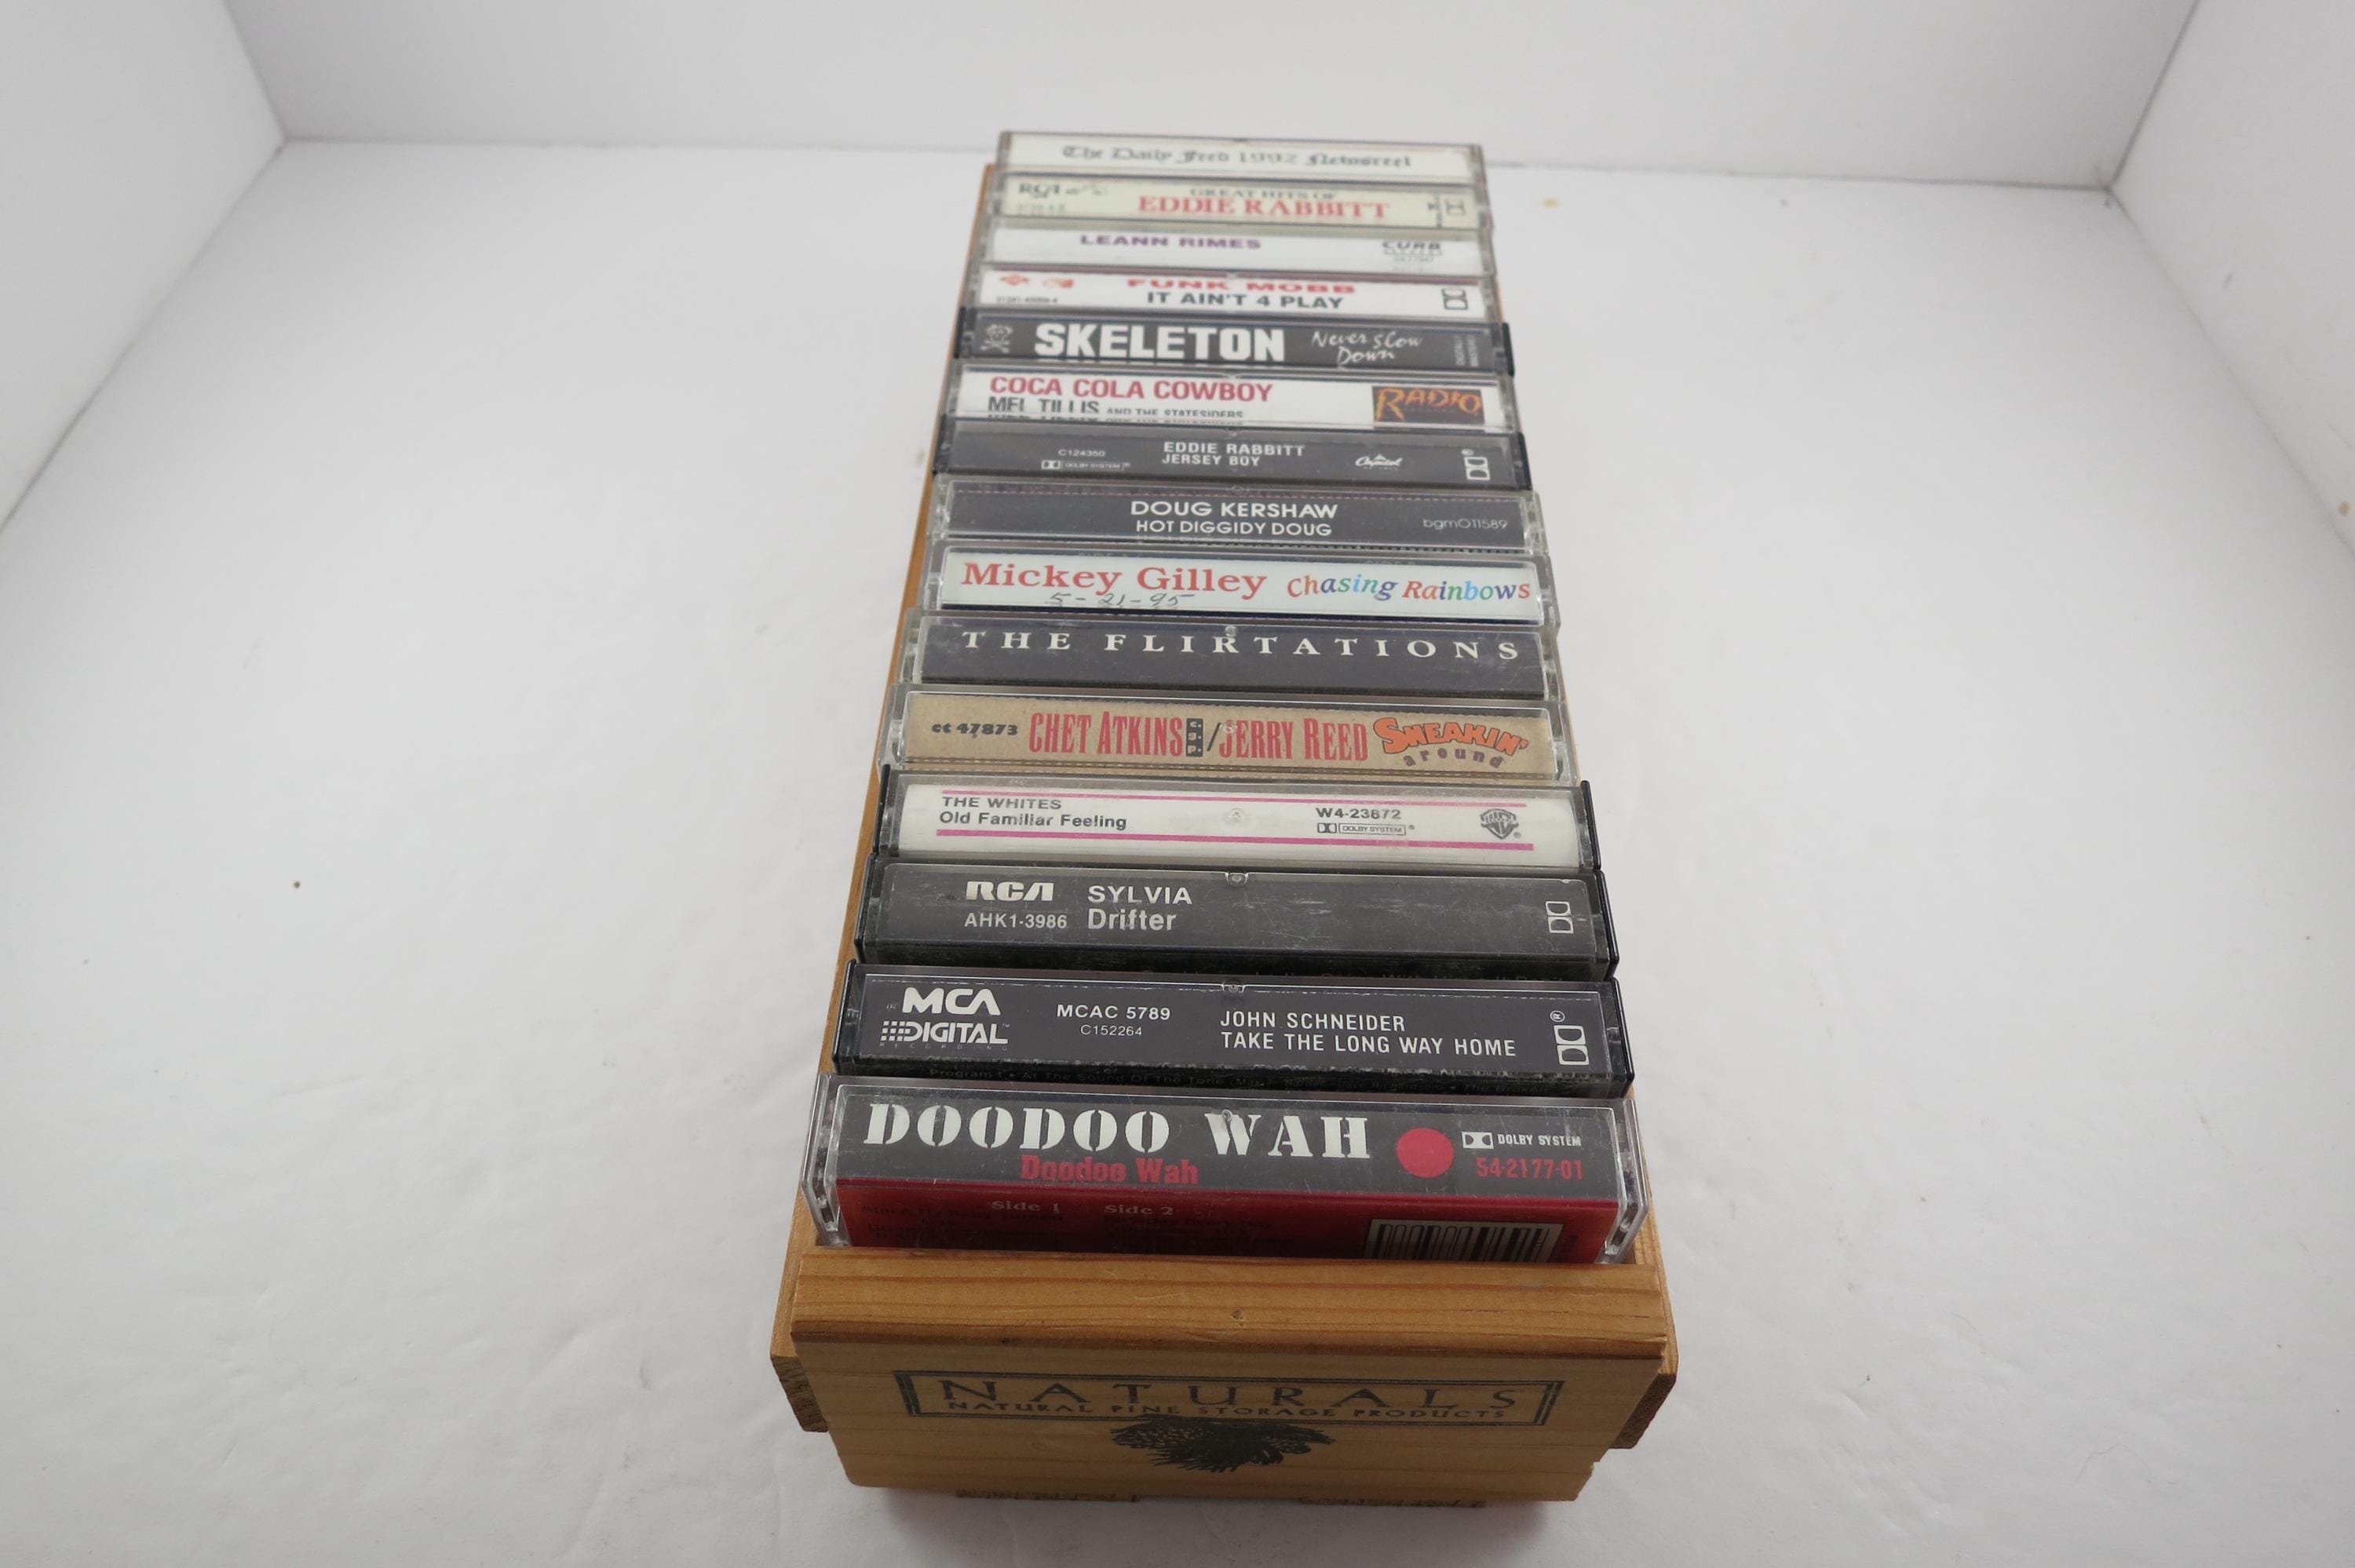 The Daily Feed 1992 Newsreel
RCA
GREAT HITS OF
EDDIE RABBITT
LEANN RIMES
CURB
FUNK MOBB
IT AIN'T 4 PLAY
SKELETON
Never slow
Down
COCA COLA COWBOY
MEL TILLIS AND THE STATESIDERS
RADIO
C124350
DOLBY SYSTEM®
EDDIE RABBITT
JERSEY BOY
Capitol
DOUG KERSHAW
HOT DIGGIDY DOUG
bgm011589
Mickey Gilley Chasing Rainbows
5-21-95
THE FLIRTATIONS
cc 47873 CHET ATKINS c.g.p. / JERRY REED SNEAKIN'
around
THE WHITES
Old Familiar Feeling
W4-23872
DOLBY SYSTEM®
RCA SYLVIA
AHK1-3986 Drifter
MCA
DIGITAL
RECORDING
MCAC 5789
C152264
JOHN SCHNEIDER
TAKE THE LONG WAY HOME
DOODOO WAH
Doodoo Wah
DOLBY SYSTEM
54-2177-01
Side 1 Side 2
NATURALS
NATURAL PINE STORAGE PRODUCTS